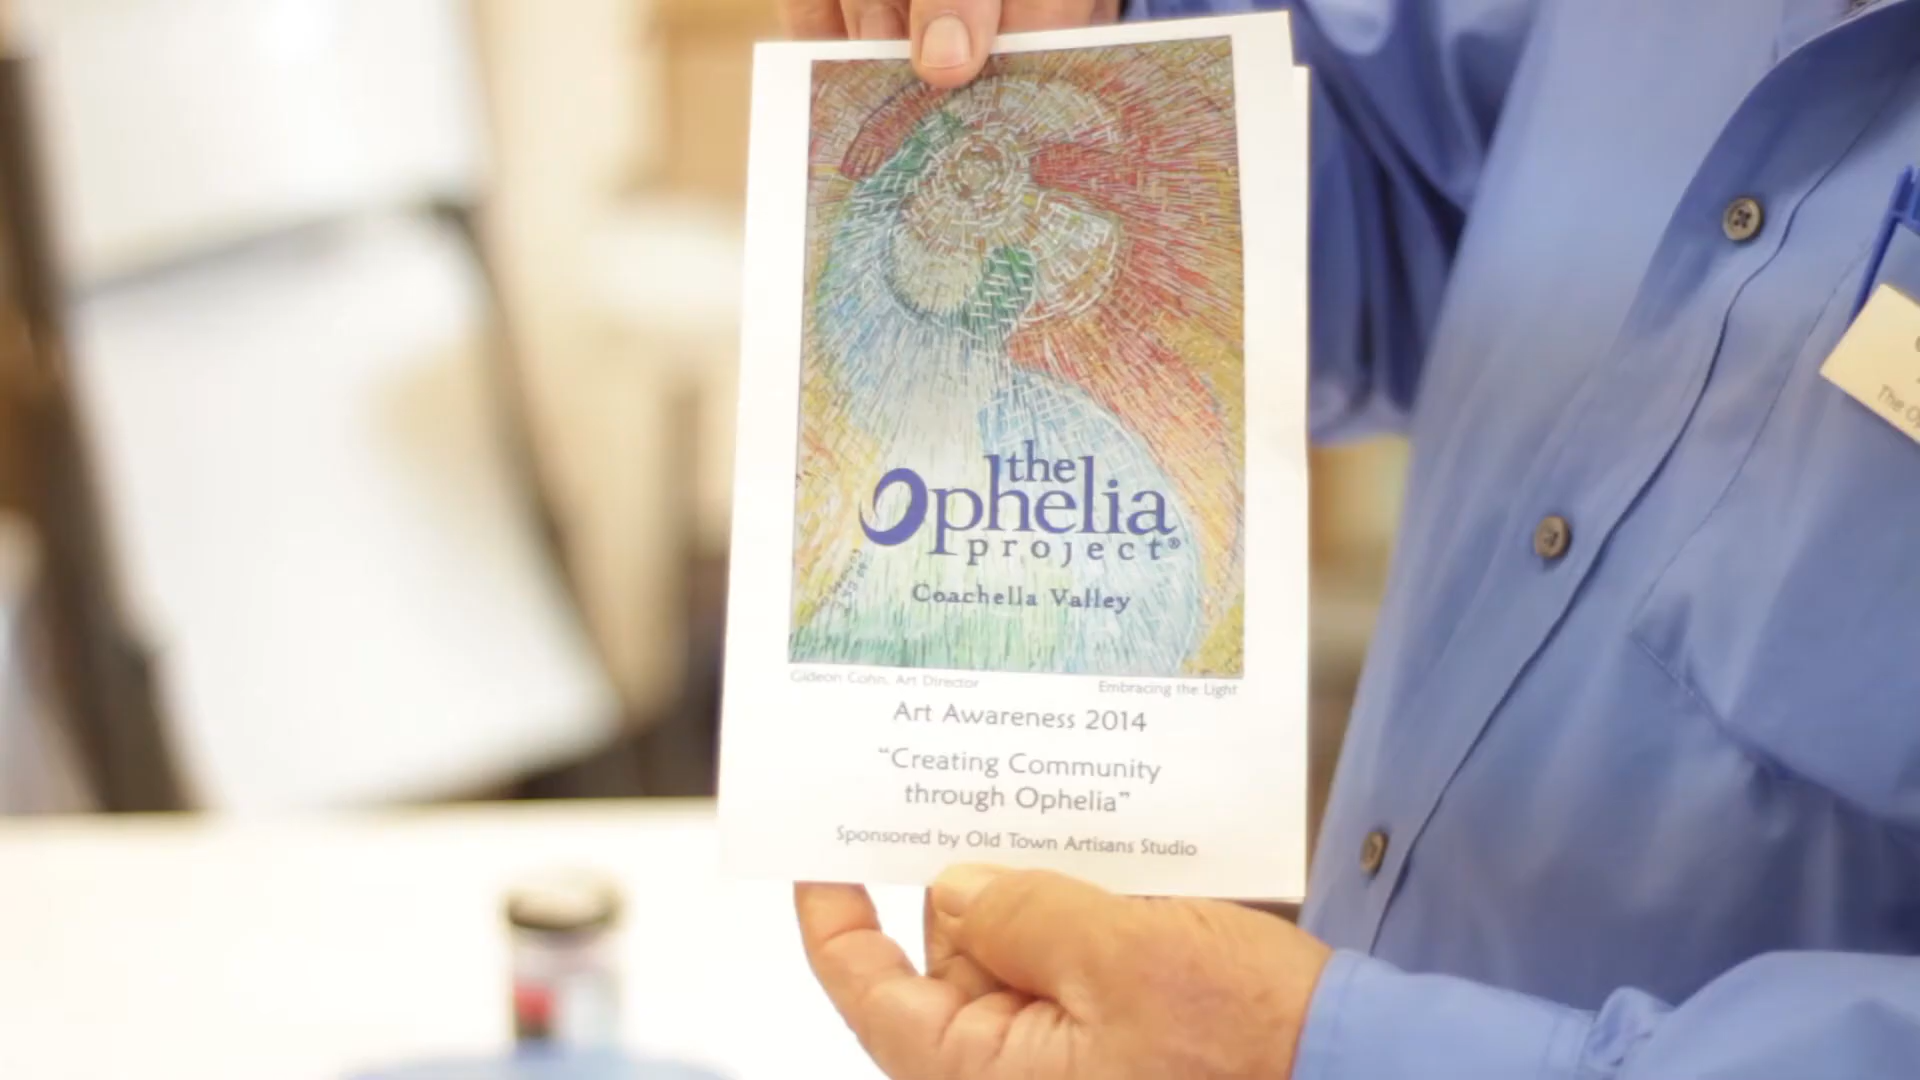 the
Ophelia
project®
Coachella Valley
Gideon Cohn, Art Director
Embracing the Light
Art Awareness 2014
“Creating Community
through Ophelia”
Sponsored by Old Town Artisans Studio
The